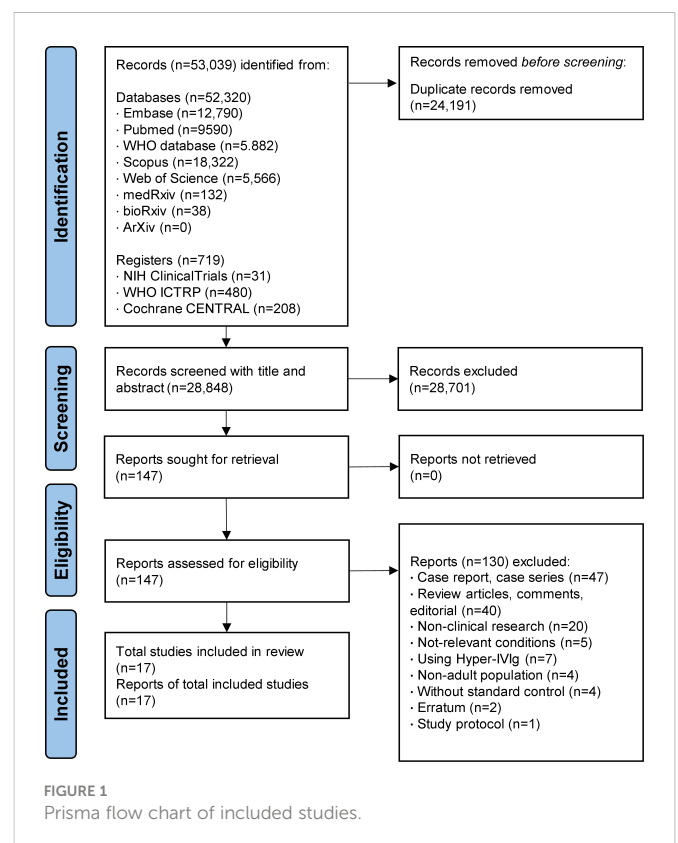 Identification
Records (n=53,039) identified from:
Databases (n=52,320)
· Embase (n=12,790)
· Pubmed (n=9590)
· WHO database (n=5.882)
· Scopus (n=18,322)
· Web of Science (n=5,566)
· medRxiv (n=132)
· bioRxiv (n=38)
· ArXiv (n=0)
Registers (n=719)
· NIH ClinicalTrials (n=31)
· WHO ICTRP (n=480)
· Cochrane CENTRAL (n=208)
Records removed before screening:
Duplicate records removed
(n=24,191)
Screening
Records screened with title and
abstract (n=28,848)
Records excluded
(n=28,701)
Reports sought for retrieval
(n=147)
Reports not retrieved
(n=0)
Eligibility
Reports assessed for eligibility
(n=147)
Reports (n=130) excluded:
· Case report, case series (n=47)
· Review articles, comments,
editorial (n=40)
· Non-clinical research (n=20)
· Not-relevant conditions (n=5)
· Using Hyper-IVIg (n=7)
· Non-adult population (n=4)
· Without standard control (n=4)
· Erratum (n=2)
· Study protocol (n=1)
Included
Total studies included in review
(n=17)
Reports of total included studies
(n=17)
FIGURE 1
Prisma flow chart of included studies.